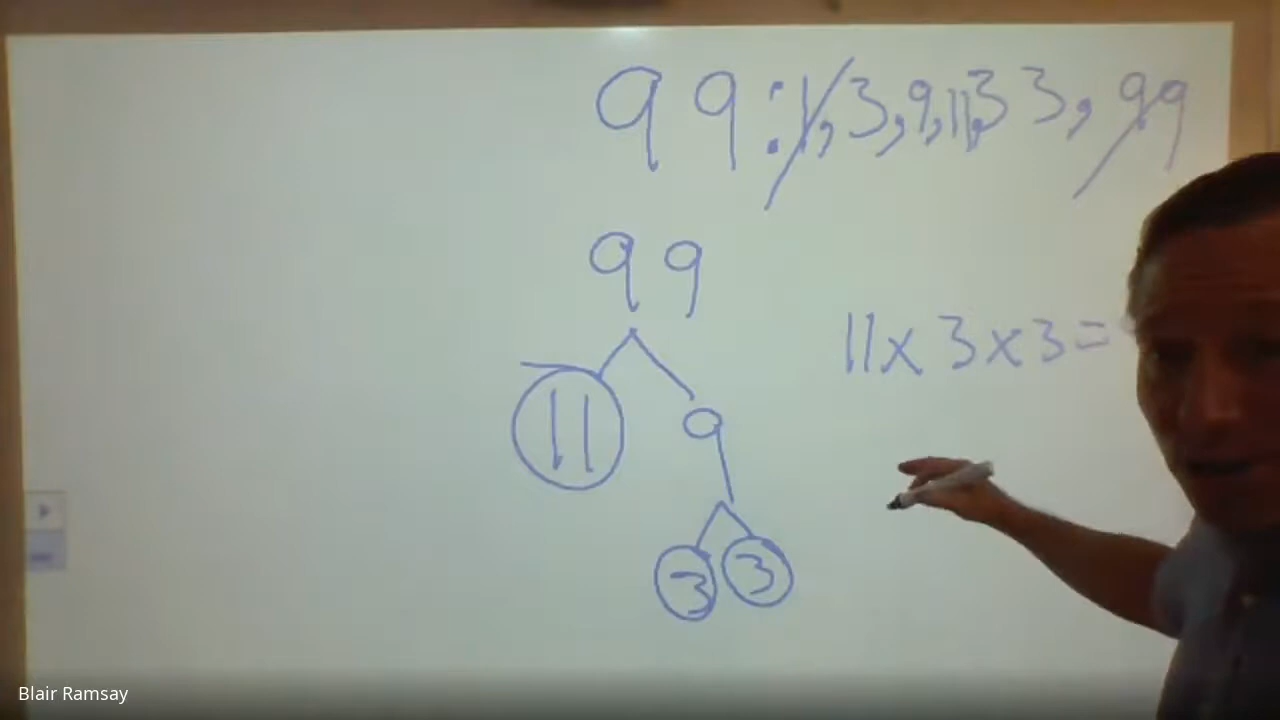 99: 1, 3, 9, 11, 33, 99
99
11 x 3 x 3 =
11 9
3 3
Blair Ramsay